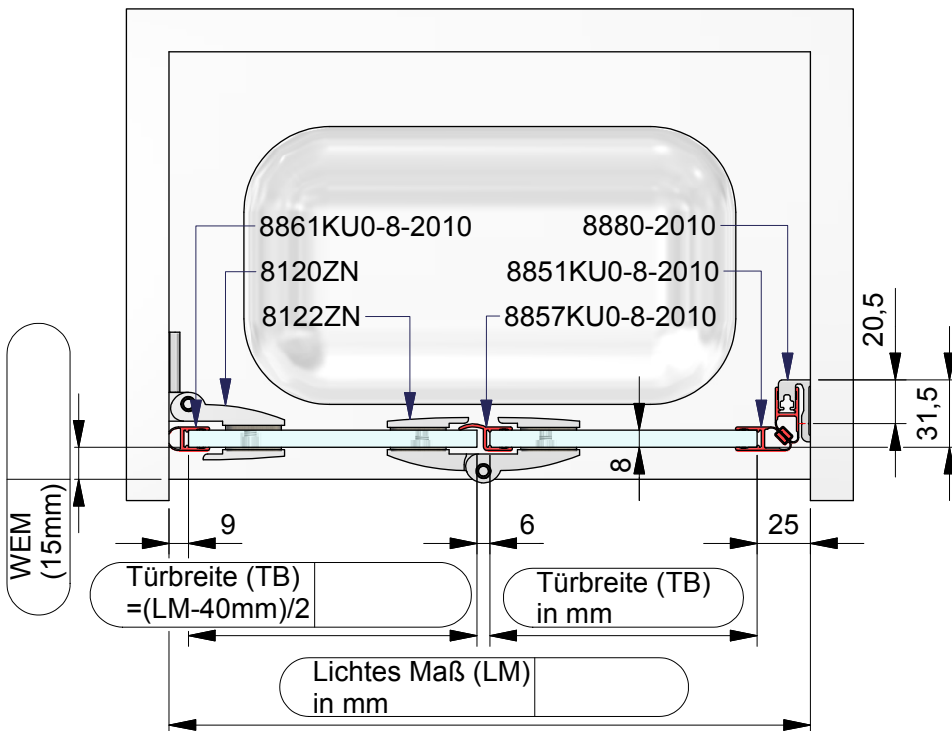 8861KU0-8-2010
8880-2010
8120ZN
8851KU0-8-2010
8122ZN
8857KU0-8-2010
20,5
31,5
8
WEM
(15mm)
9
6
25
Türbreite (TB)
=(LM-40mm)/2
Türbreite (TB)
in mm
Lichtes Maß (LM)
in mm